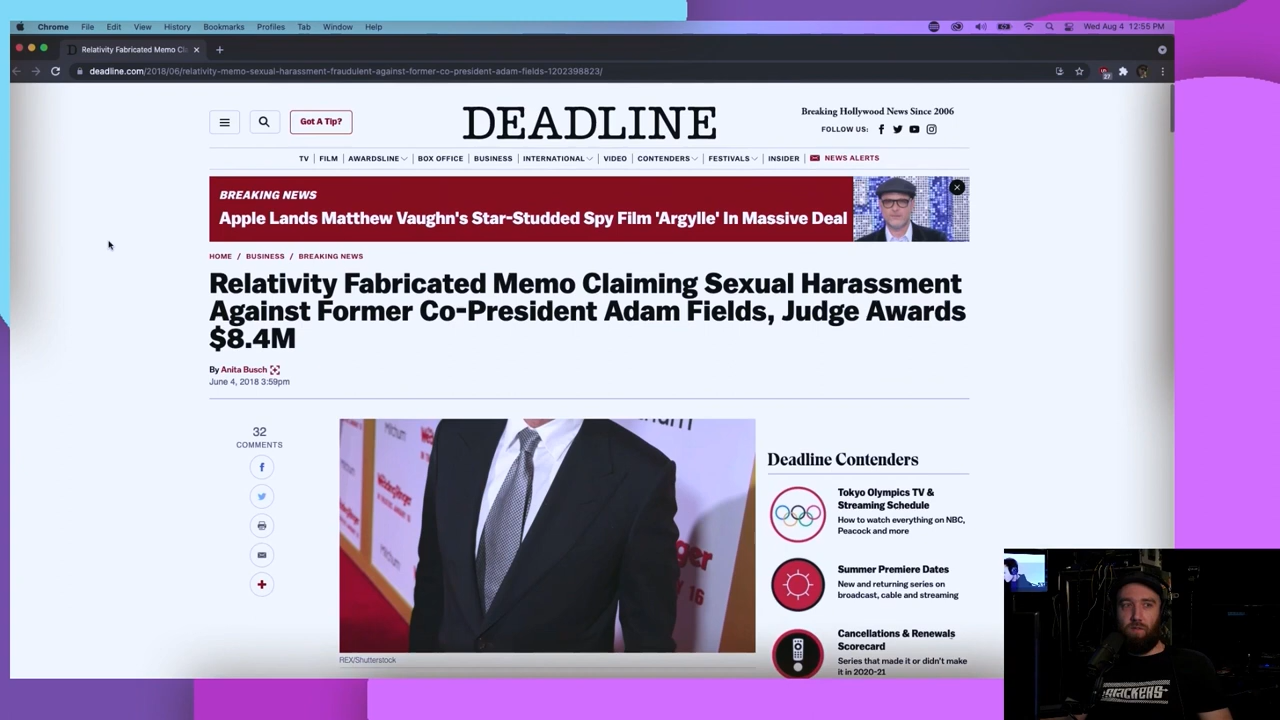 Chrome File Edit View History Bookmarks Profiles Tab Window Help
Wed Aug 4 12:55 PM
Relativity Fabricated Memo Cl
deadline.com/2018/06/relativity-memo-sexual-harassment-fraudulent-against-former-co-president-adam-fields-1202398823/
27
Got A Tip?
DEADLINE
Breaking Hollywood News Since 2006
FOLLOW US:
TV FILM AWARDSLINE BOX OFFICE BUSINESS INTERNATIONAL VIDEO CONTENDERS FESTIVALS INSIDER NEWS ALERTS
BREAKING NEWS
Apple Lands Matthew Vaughn's Star-Studded Spy Film 'Argylle' In Massive Deal
HOME / BUSINESS / BREAKING NEWS
Relativity Fabricated Memo Claiming Sexual Harassment
Against Former Co-President Adam Fields, Judge Awards
$8.4M
By Anita Busch
June 4, 2018 3:59pm
32
COMMENTS
REX/Shutterstock
Deadline Contenders
Tokyo Olympics TV &
Streaming Schedule
How to watch everything on NBC,
Peacock and more
Summer Premiere Dates
New and returning series on
broadcast, cable and streaming
Cancellations & Renewals
Scorecard
Series that made it or didn't make
it in 2020-21